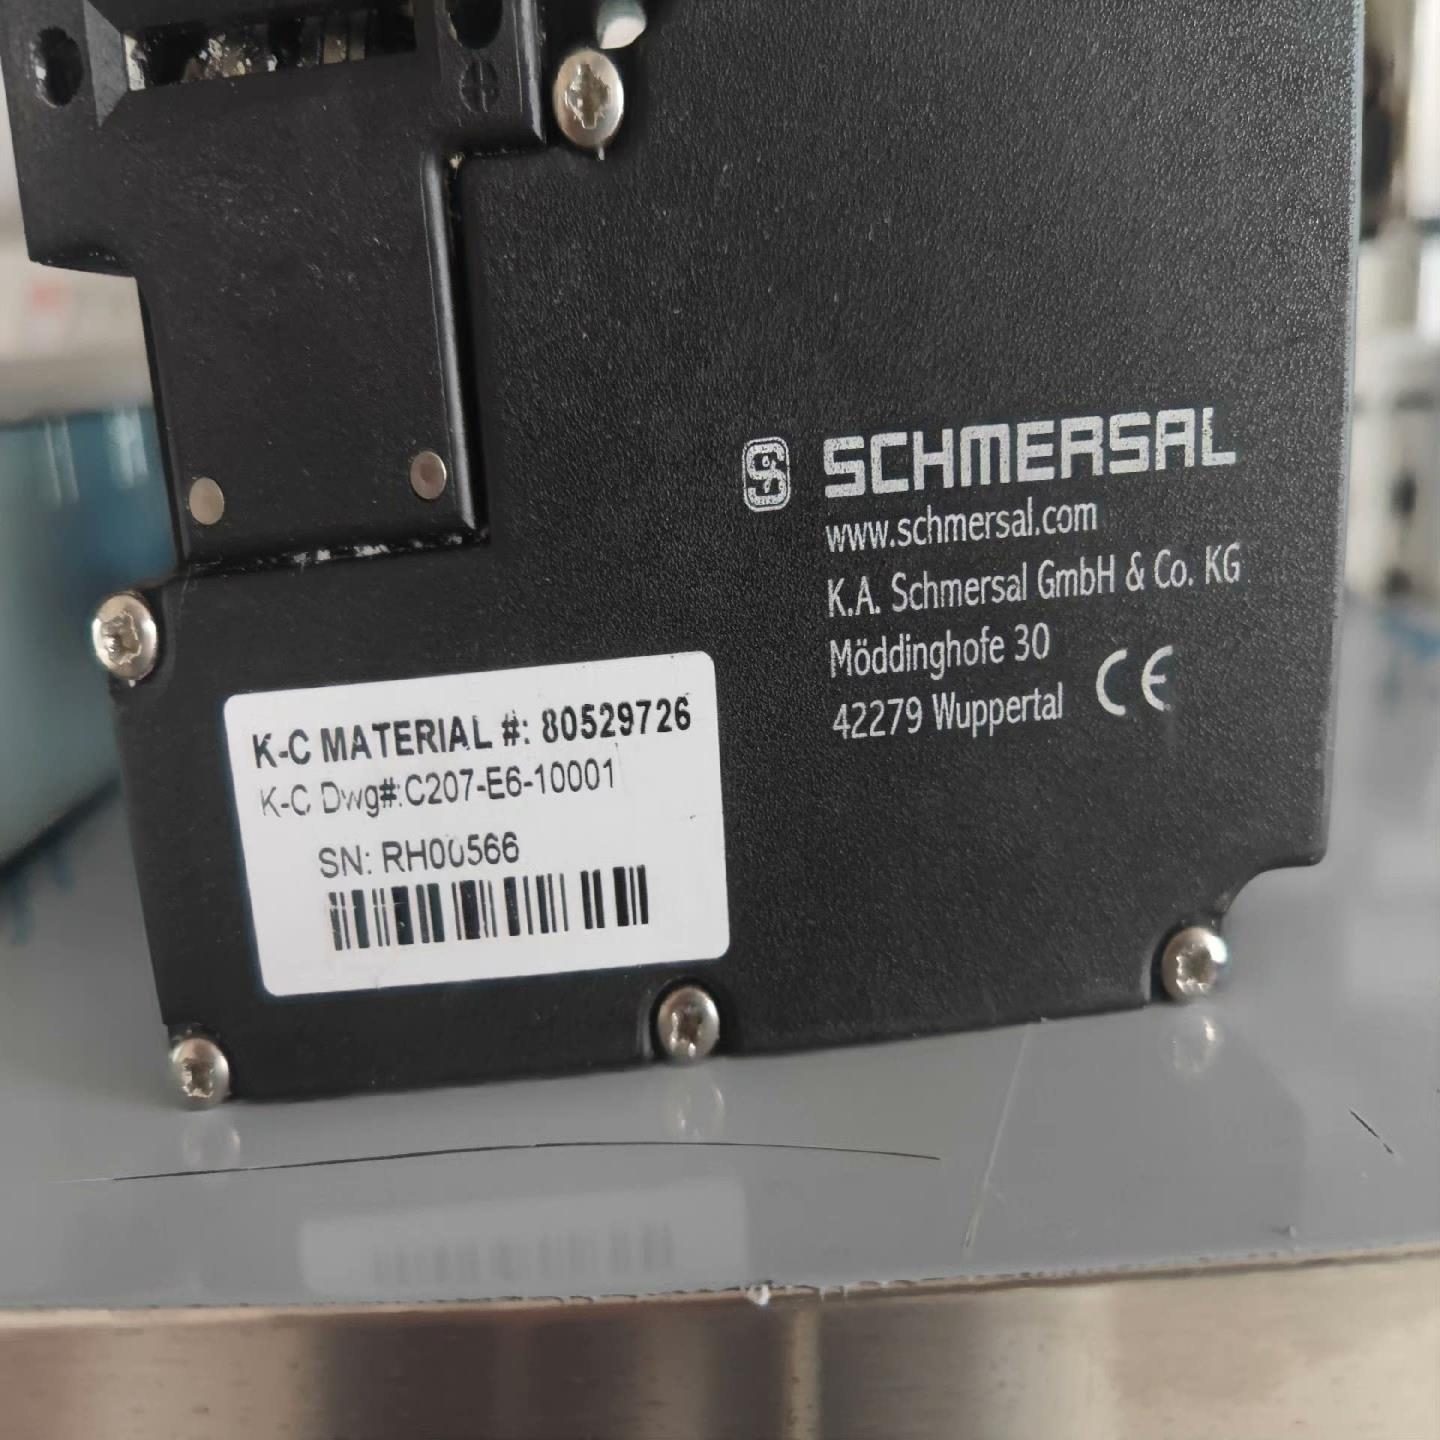 SCHMERSAL
www.schmersal.com
K.A. Schmersal GmbH & Co. KG
Möddinghofe 30
42279 Wuppertal
CE
K-C MATERIAL #: 80529726
K-C Dwg#:C207-E6-10001
SN: RH00566